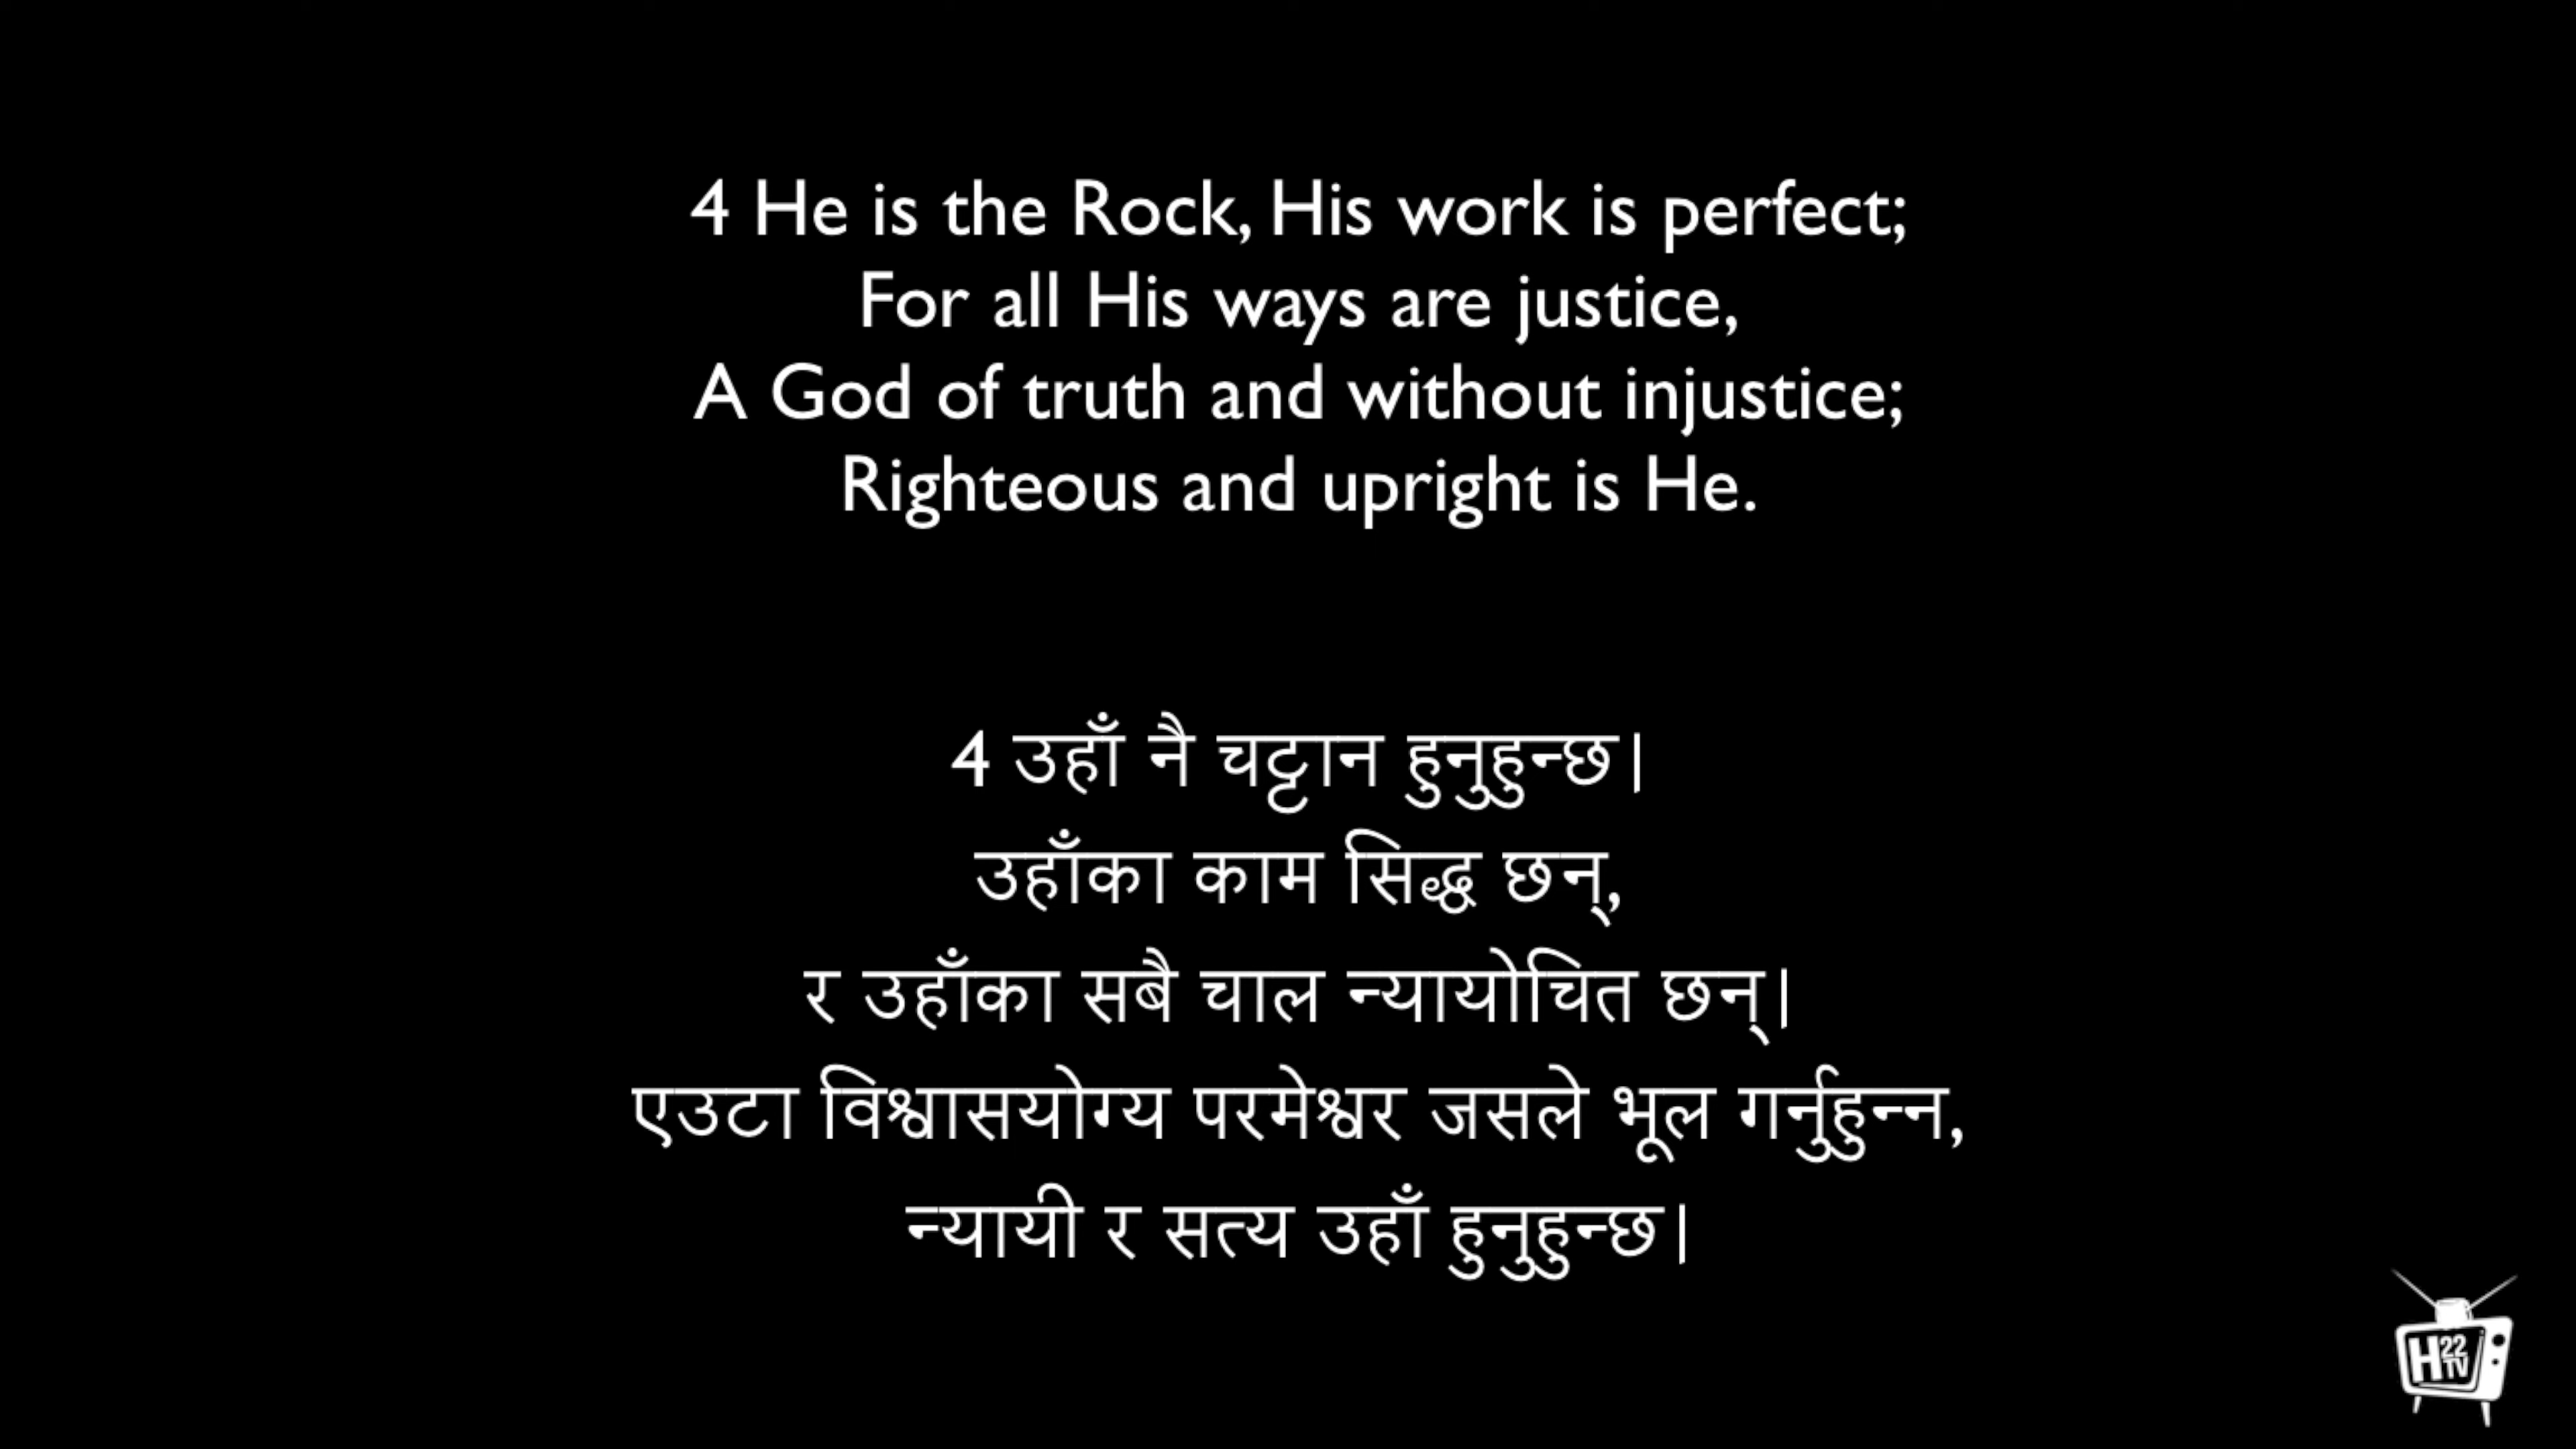 4 He is the Rock, His work is perfect;
For all His ways are justice,
A God of truth and without injustice;
Righteous and upright is He.
4 उहाँ नै चट्टान हुनुहुन्छ।
उहाँका काम सिद्ध छन्,
र उहाँका सबै चाल न्यायोचित छन्।
एउटा विश्वासयोग्य परमेश्वर जसले भूल गर्नुहुन्न,
न्यायी र सत्य उहाँ हुनुहुन्छ।
H22TV